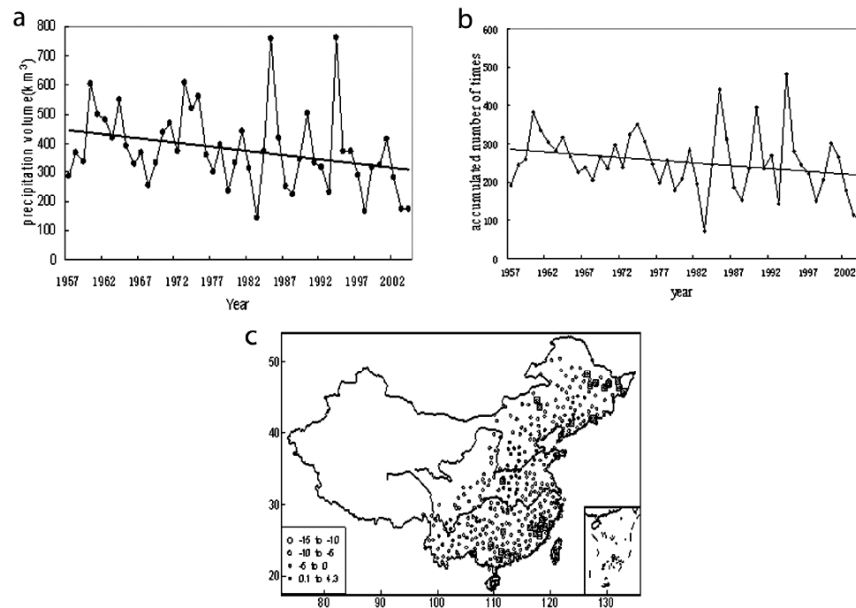 a
precipitation volume(km³)
800
700
600
500
400
300
200
100
0
1957 1962 1967 1972 1977 1982 1987 1992 1997 2002
Year
b
accumulated number of times
600
500
400
300
200
100
0
1957 1962 1967 1972 1977 1982 1987 1992 1997 2002
year
c
50
40
30
20
-15 to -10
-10 to -5
-5 to 0
0.1 to 4.3
80 90 100 110 120 130